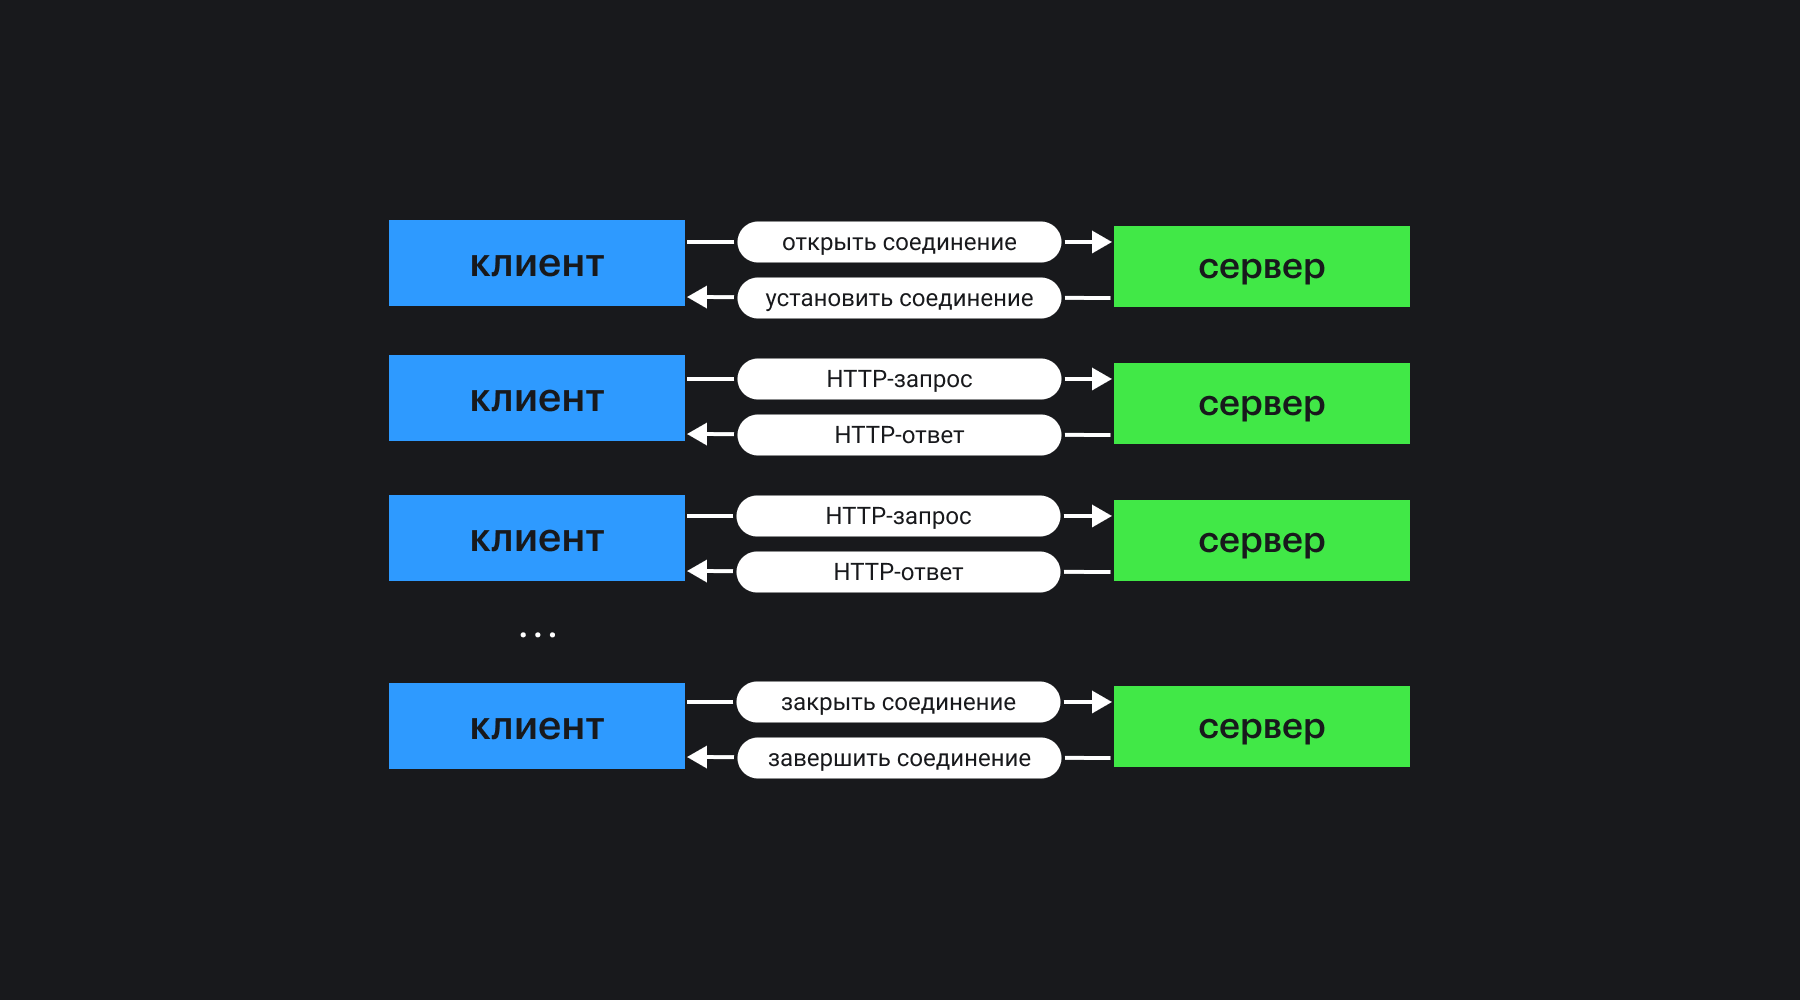 клиент
открыть соединение
установить соединение
сервер
клиент
HTTP-запрос
HTTP-ответ
сервер
клиент
HTTP-запрос
HTTP-ответ
сервер
...
клиент
закрыть соединение
завершить соединение
сервер